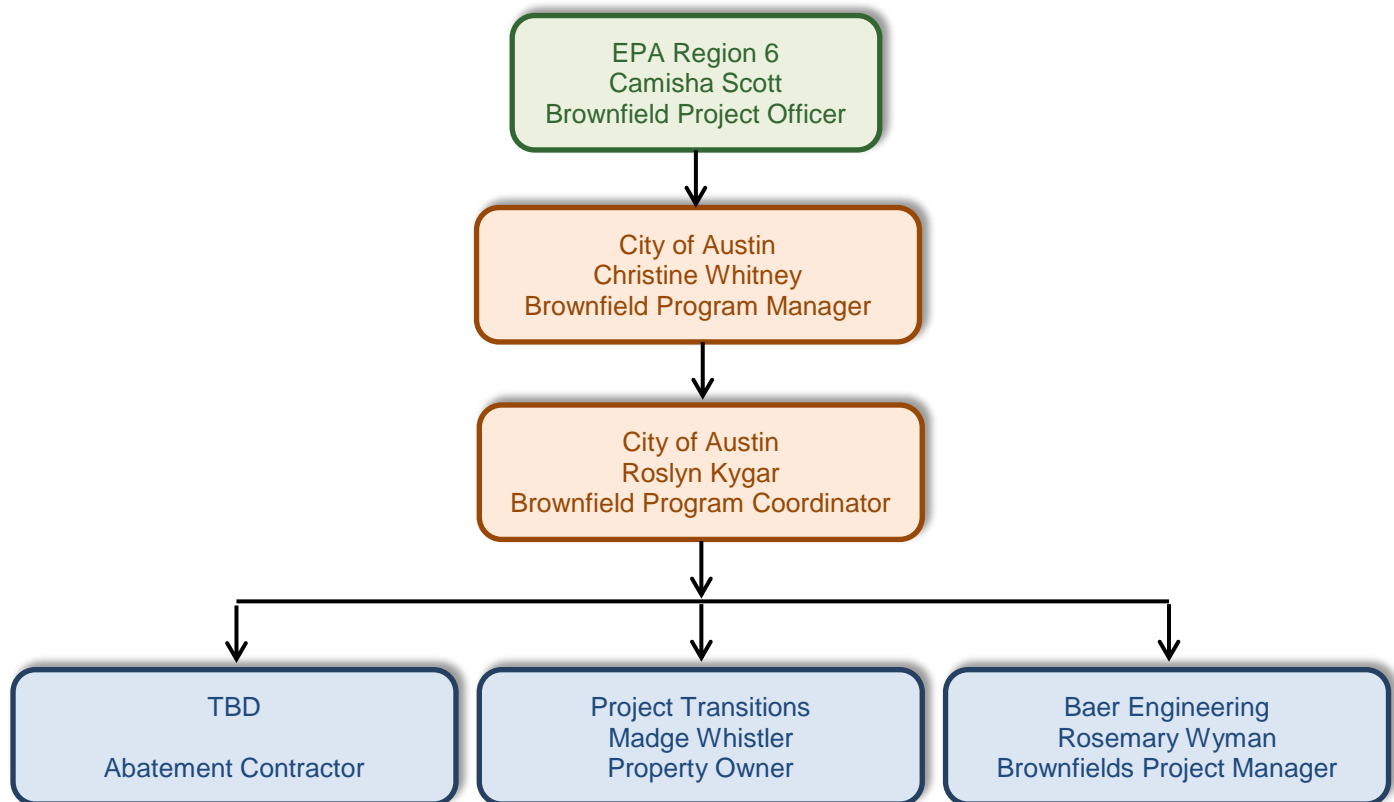 EPA Region 6
Camisha Scott
Brownfield Project Officer
City of Austin
Christine Whitney
Brownfield Program Manager
City of Austin
Roslyn Kygar
Brownfield Program Coordinator
TBD
Abatement Contractor
Project Transitions
Madge Whistler
Property Owner
Baer Engineering
Rosemary Wyman
Brownfields Project Manager